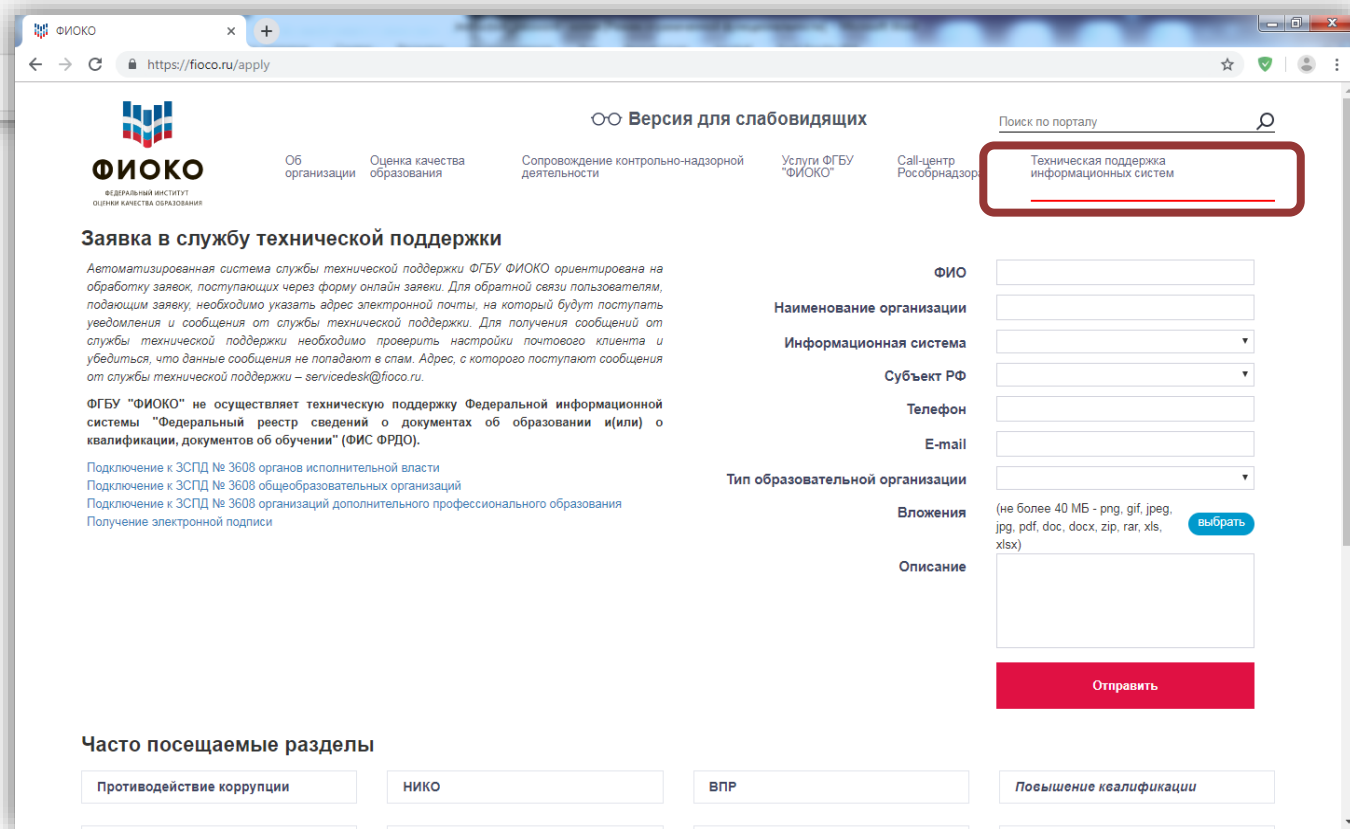 ФИОКО
https://fioco.ru/apply
Версия для слабовидящих
Поиск по порталу
ФИОКО
ФЕДЕРАЛЬНЫЙ ИНСТИТУТ
ОЦЕНКИ КАЧЕСТВА ОБРАЗОВАНИЯ
Об
организации
Оценка качества
образования
Сопровождение контрольно-надзорной
деятельности
Услуги ФГБУ
"ФИОКО"
Call-центр
Рособрнадзора
Техническая поддержка
информационных систем
Заявка в службу технической поддержки
Автоматизированная система службы технической поддержки ФГБУ ФИОКО ориентирована на
обработку заявок, поступающих через форму онлайн заявки. Для обратной связи пользователям,
подающим заявку, необходимо указать адрес электронной почты, на который будут поступать
уведомления и сообщения от службы технической поддержки. Для получения сообщений от
службы технической поддержки необходимо проверить настройки почтового клиента и
убедиться, что данные сообщения не попадают в спам. Адрес, с которого поступают сообщения
от службы технической поддержки – servicedesk@fioco.ru.
ФГБУ "ФИОКО" не осуществляет техническую поддержку Федеральной информационной
системы "Федеральный реестр сведений о документах об образовании и(или) о
квалификации, документов об обучении" (ФИС ФРДО).
Подключение к ЗСПД № 3608 органов исполнительной власти
Подключение к ЗСПД № 3608 общеобразовательных организаций
Подключение к ЗСПД № 3608 организаций дополнительного профессионального образования
Получение электронной подписи
ФИО
Наименование организации
Информационная система
Субъект РФ
Телефон
E-mail
Тип образовательной организации
Вложения
(не более 40 МБ - png, gif, jpeg,
jpg, pdf, doc, docx, zip, rar, xls,
xlsx)
выбрать
Описание
Отправить
Часто посещаемые разделы
Противодействие коррупции
НИКО
ВПР
Повышение квалификации